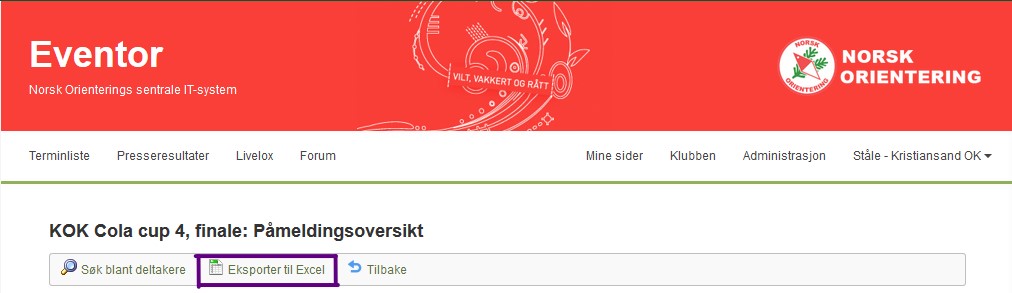 Eventor
Norsk Orienterings sentrale IT-system
VILT, VAKKERT OG RÅTT
NORSK
ORIENTERING
NORSK
ORIENTERING
Terminliste Presseresultater Livelox Forum Mine sider Klubben Administrasjon Ståle - Kristiansand OK
KOK Cola cup 4, finale: Påmeldingsoversikt
Søk blant deltakere Eksporter til Excel Tilbake